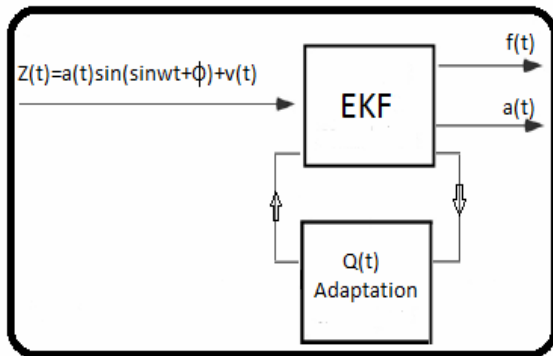 Z(t)=a(t)sin(sinwt+ϕ)+v(t)
EKF
f(t)
a(t)
Q(t)
Adaptation